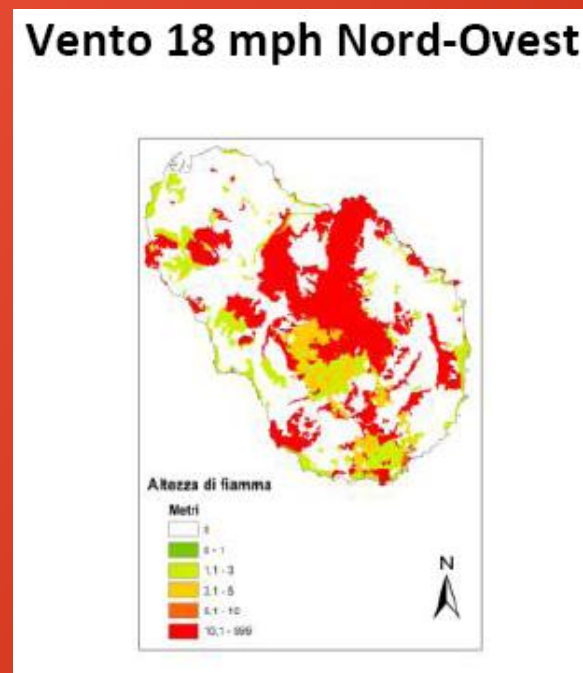 Vento 18 mph Nord-Ovest
Altezza di fiamma
Metri
0
0 - 1
1,1 - 3
3,1 - 5
5,1 - 10
10,1 - 999
N